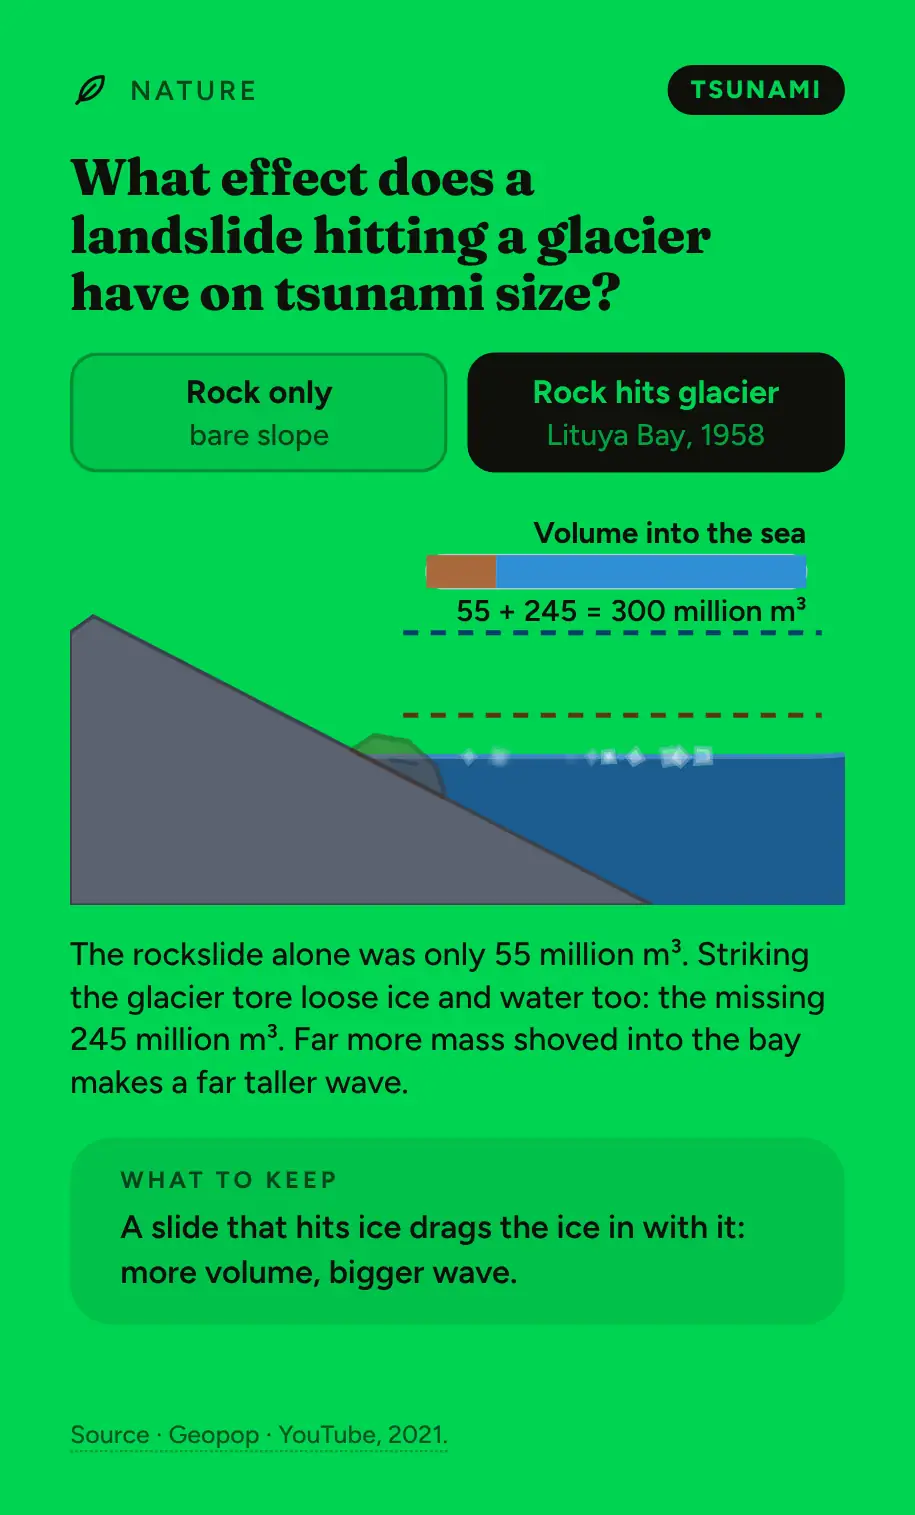 NATURE
TSUNAMI
What effect does a
landslide hitting a glacier
have on tsunami size?
Rock only
bare slope
Rock hits glacier
Lituya Bay, 1958
Volume into the sea
55 + 245 = 300 million m³
The rockslide alone was only 55 million m³. Striking
the glacier tore loose ice and water too: the missing
245 million m³. Far more mass shoved into the bay
makes a far taller wave.
WHAT TO KEEP
A slide that hits ice drags the ice in with it:
more volume, bigger wave.
Source · Geopop · YouTube, 2021.